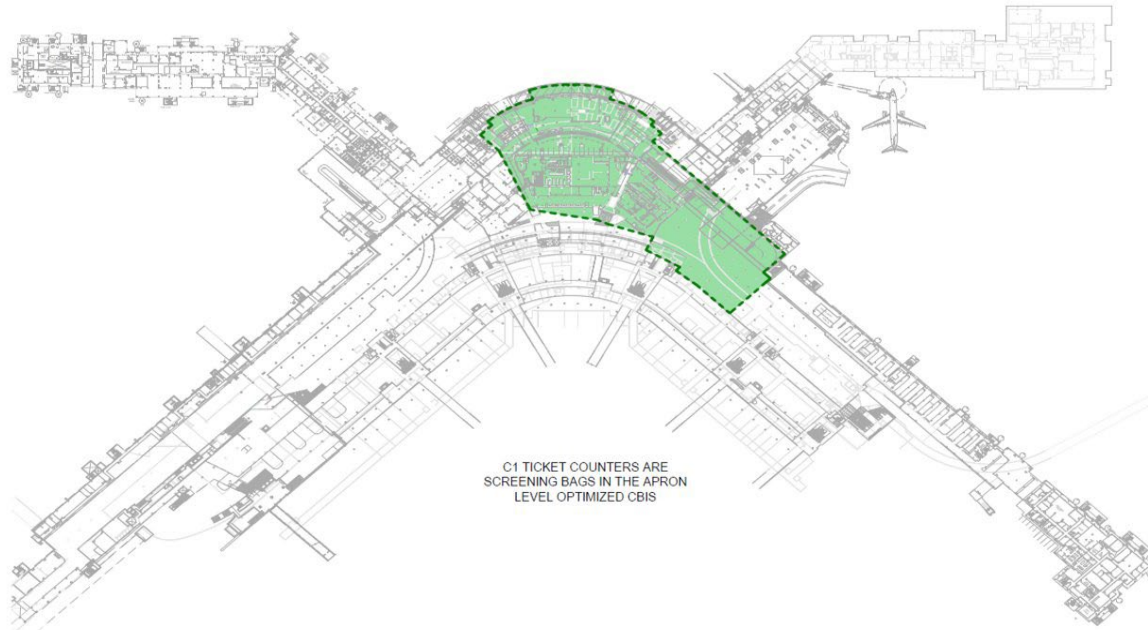 C1 TICKET COUNTERS ARE
SCREENING BAGS IN THE APRON
LEVEL OPTIMIZED CBIS